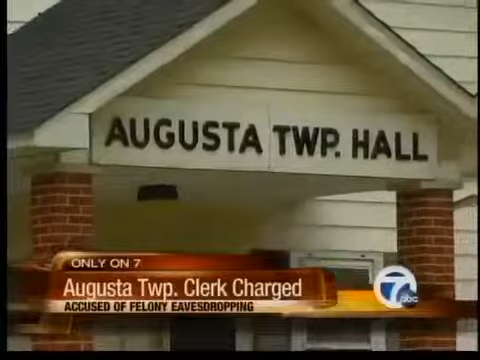 AUGUSTA TWP. HALL
ONLY ON 7
Augusta Twp. Clerk Charged
ACCUSED OF FELONY EAVESDROPPING
7
abc